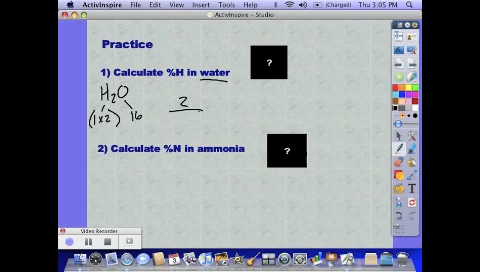 ActivInspire File Edit View Insert Tools Help (Charged) Thu 3:05 PM
ActivInspire - Studio
Practice
?
1) Calculate %H in water
H2O
2
(1x2) 16
2) Calculate %N in ammonia
?
Video Recorder